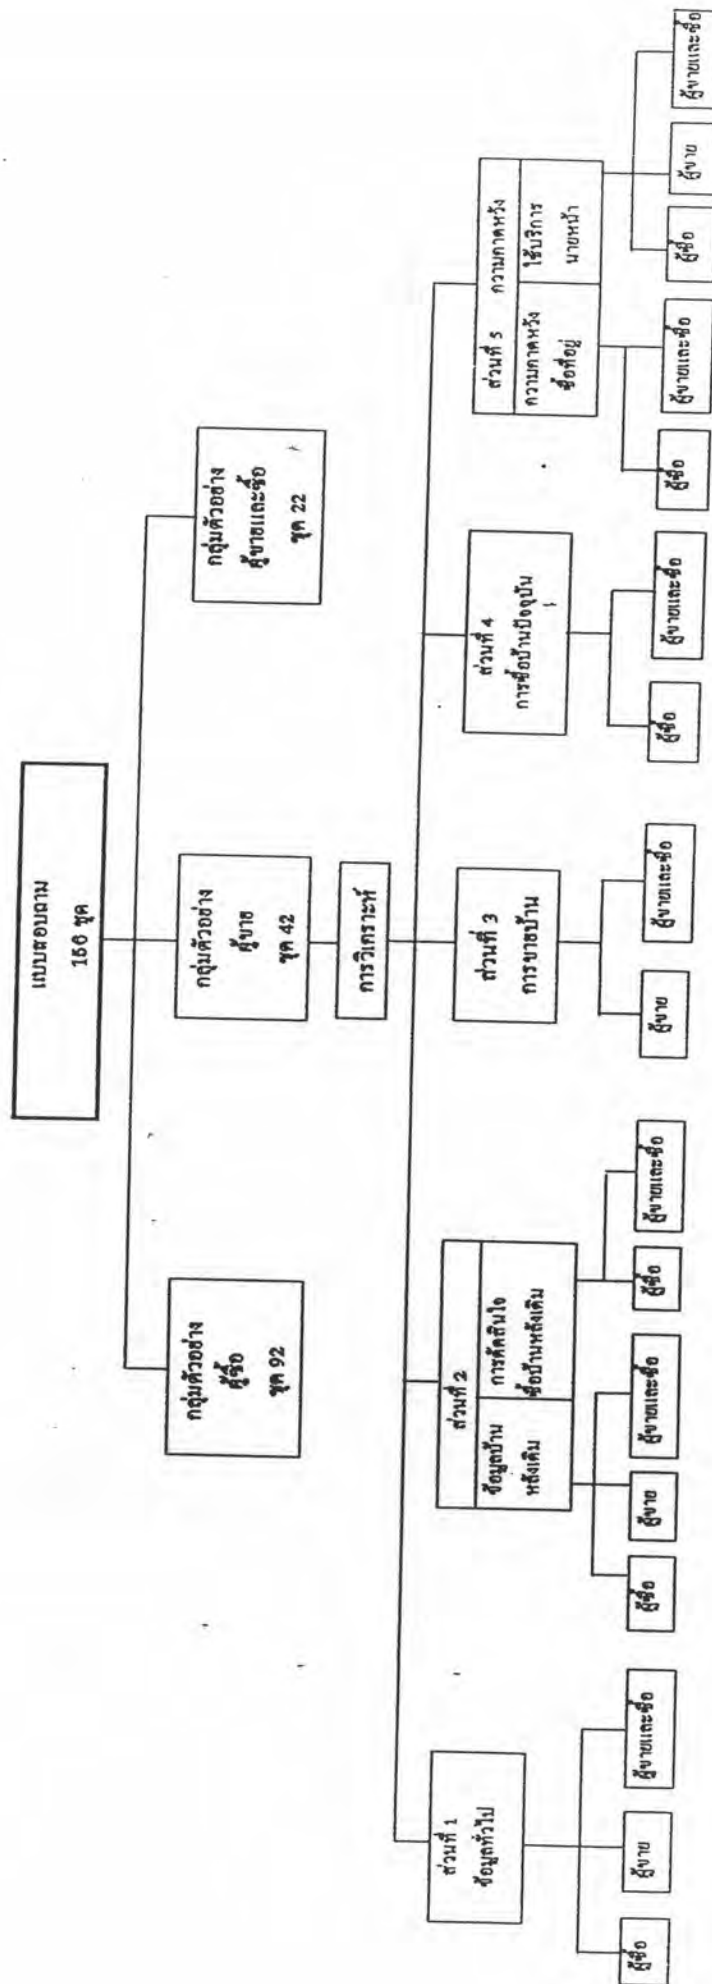 แบบสอบถาม
156 ชุด
กลุ่มตัวอย่าง
ผู้ซื้อ
ชุด 92
กลุ่มตัวอย่าง
ผู้ขาย
ชุด 42
กลุ่มตัวอย่าง
ผู้ขายและซื้อ
ชุด 22
การวิเคราะห์
ส่วนที่ 1
ข้อมูลทั่วไป
ส่วนที่ 2
ข้อมูลบ้าน
หลังเดิม
การตัดสินใจ
ซื้อบ้านหลังเดิม
ส่วนที่ 3
การขายบ้าน
ส่วนที่ 4
การซื้อบ้านปัจจุบัน
ส่วนที่ 5 ความคาดหวัง
ความคาดหวัง
ซื้อที่อยู่
ใช้บริการ
นายหน้า
ผู้ซื้อ
ผู้ขาย
ผู้ขายและซื้อ
ผู้ซื้อ
ผู้ขาย
ผู้ขายและซื้อ
ผู้ซื้อ
ผู้ขายและซื้อ
ผู้ขาย
ผู้ขายและซื้อ
ผู้ซื้อ
ผู้ขายและซื้อ
ผู้ซื้อ
ผู้ขายและซื้อ
ผู้ซื้อ
ผู้ขาย
ผู้ขายและซื้อ